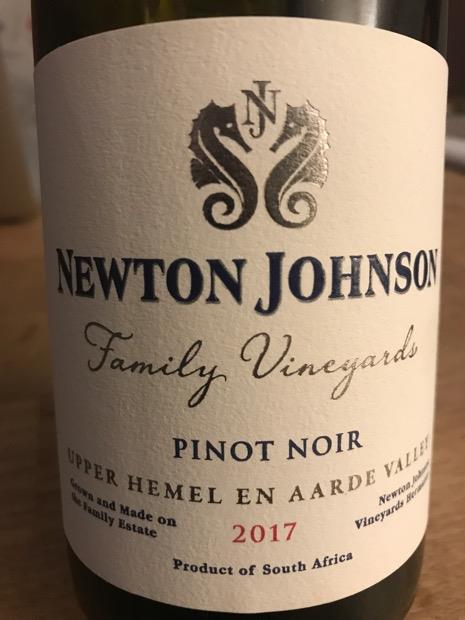 NJ
NEWTON JOHNSON
Family Vineyards
PINOT NOIR
UPPER HEMEL EN AARDE VALLEY
Grown and Made on
the Family Estate
2017
Newton Johnson
Vineyards
Product of South Africa